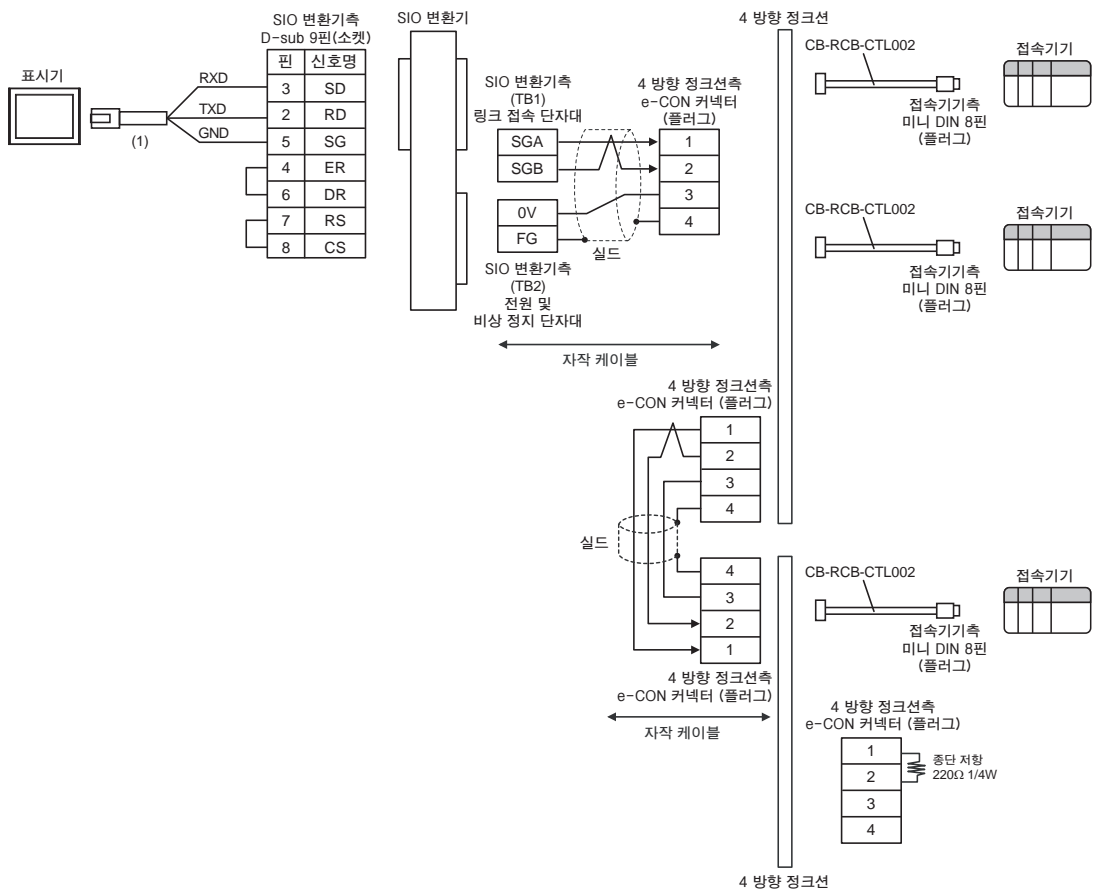 표시기
(1)
RXD
TXD
GND
SIO 변환기측
D-sub 9핀(소켓)
핀 신호명
3 SD
2 RD
5 SG
4 ER
6 DR
7 RS
8 CS
SIO 변환기
SIO 변환기측
(TB1)
링크 접속 단자대
SGA
SGB
0V
FG
SIO 변환기측
(TB2)
전원 및
비상 정지 단자대
실드
4 방향 정크션측
e-CON 커넥터
(플러그)
1
2
3
4
자작 케이블
4 방향 정크션
CB-RCB-CTL002
접속기기측
미니 DIN 8핀
(플러그)
접속기기
CB-RCB-CTL002
접속기기측
미니 DIN 8핀
(플러그)
접속기기
4 방향 정크션측
e-CON 커넥터 (플러그)
1
2
3
4
실드
4
3
2
1
4 방향 정크션측
e-CON 커넥터 (플러그)
자작 케이블
CB-RCB-CTL002
접속기기측
미니 DIN 8핀
(플러그)
접속기기
4 방향 정크션측
e-CON 커넥터 (플러그)
1
2
3
4
종단 저항
220Ω 1/4W
4 방향 정크션